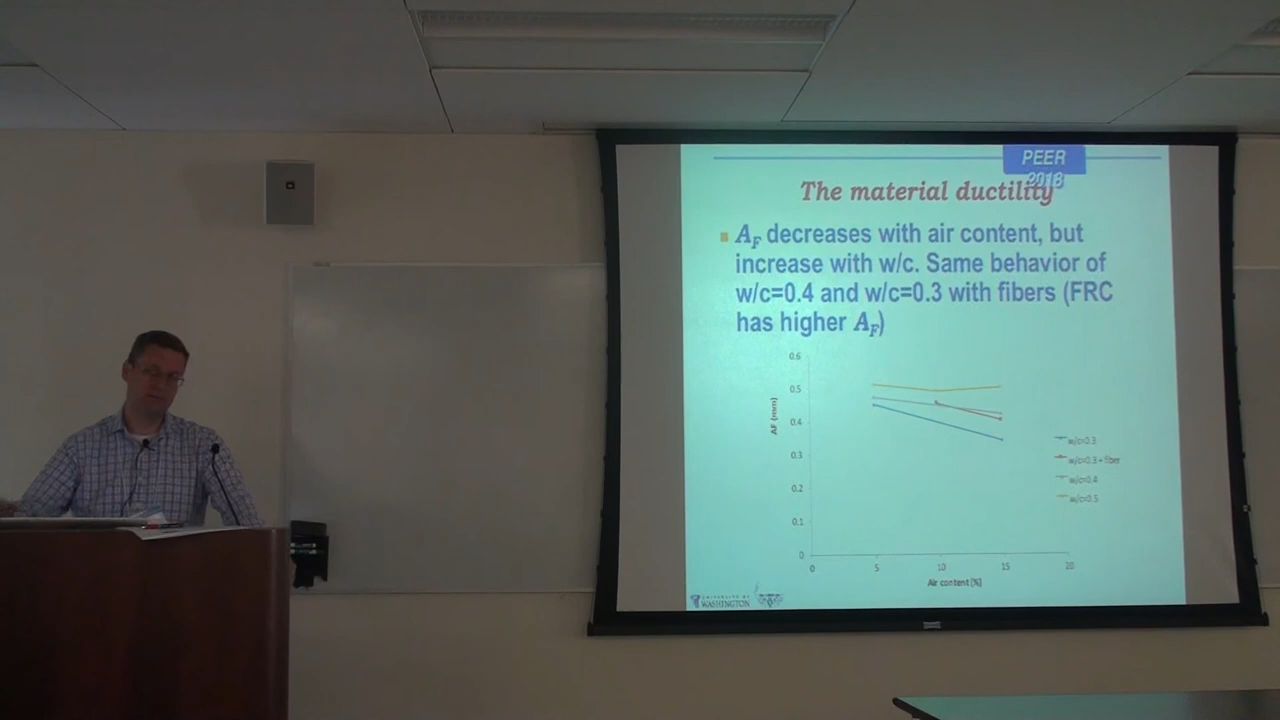 PEER
2018
The material ductility
A_F decreases with air content, but
increase with w/c. Same behavior of
w/c=0.4 and w/c=0.3 with fibers (FRC
has higher A_F)
0.6
0.5
0.4
0.3
0.2
0.1
0
AF (mm)
0 5 10 15 20
Air content (%)
w/c=0.3
w/c=0.3 + fiber
w/c=0.4
w/c=0.5
UNIVERSITY OF
WASHINGTON